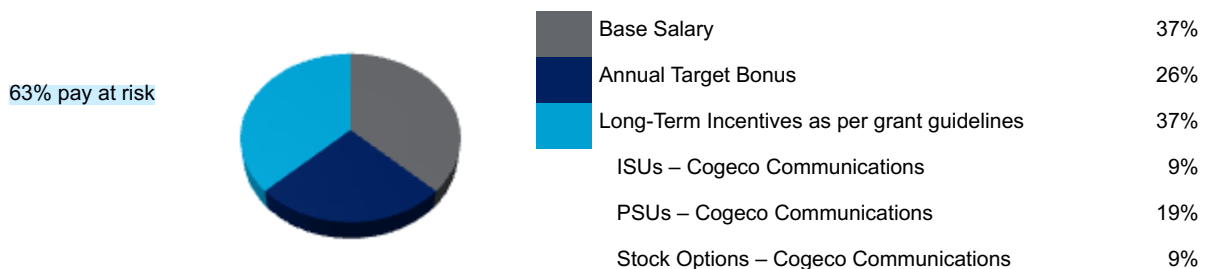 63% pay at risk
Base Salary 37%
Annual Target Bonus 26%
Long-Term Incentives as per grant guidelines 37%
ISUs – Cogeco Communications 9%
PSUs – Cogeco Communications 19%
Stock Options – Cogeco Communications 9%